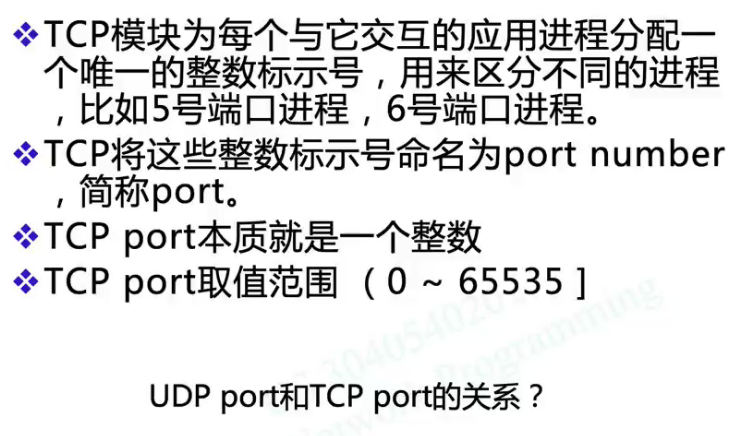 ❖TCP模块为每个与它交互的应用进程分配一
个唯一的整数标示号，用来区分不同的进程
，比如5号端口进程，6号端口进程。
❖TCP将这些整数标示号命名为port number
，简称port。
❖TCP port本质就是一个整数
❖TCP port取值范围 （0 ~ 65535 ]
UDP port和TCP port的关系？
Programming